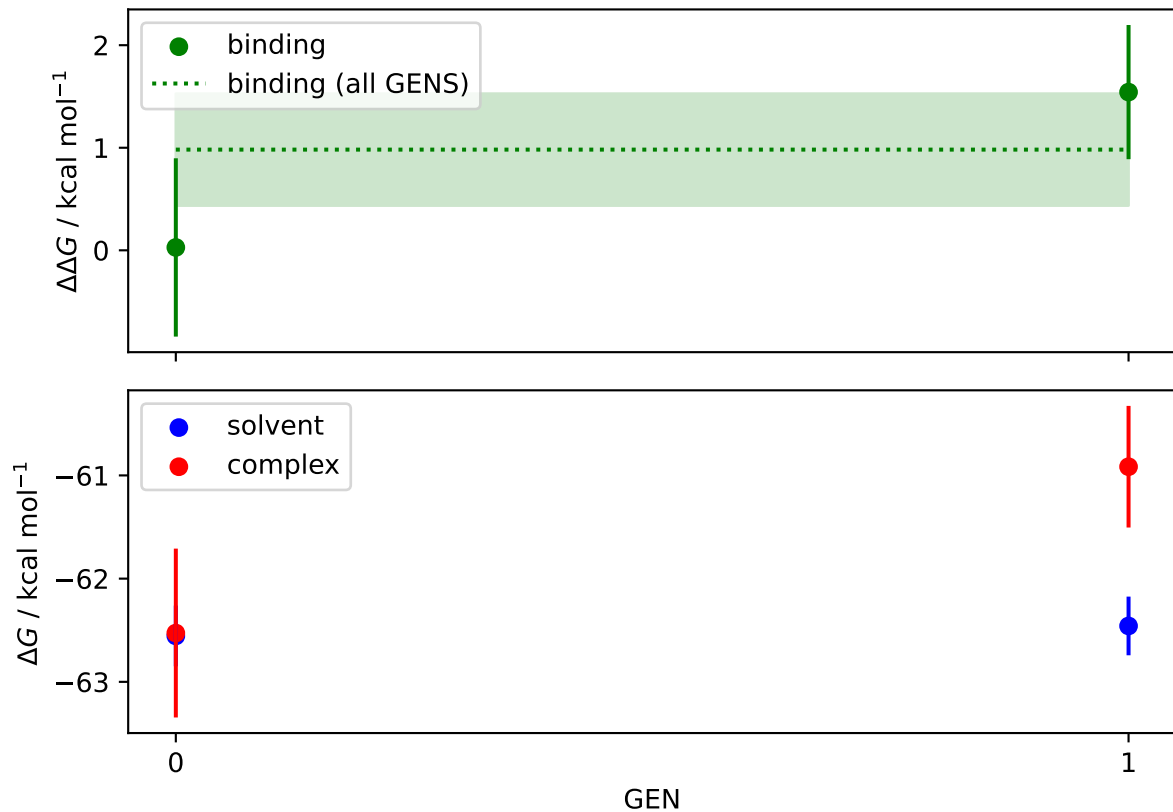 binding
binding (all GENS)
2
1
0
ΔΔG / kcal mol⁻¹
solvent
complex
−61
−62
−63
ΔG / kcal mol⁻¹
0
1
GEN